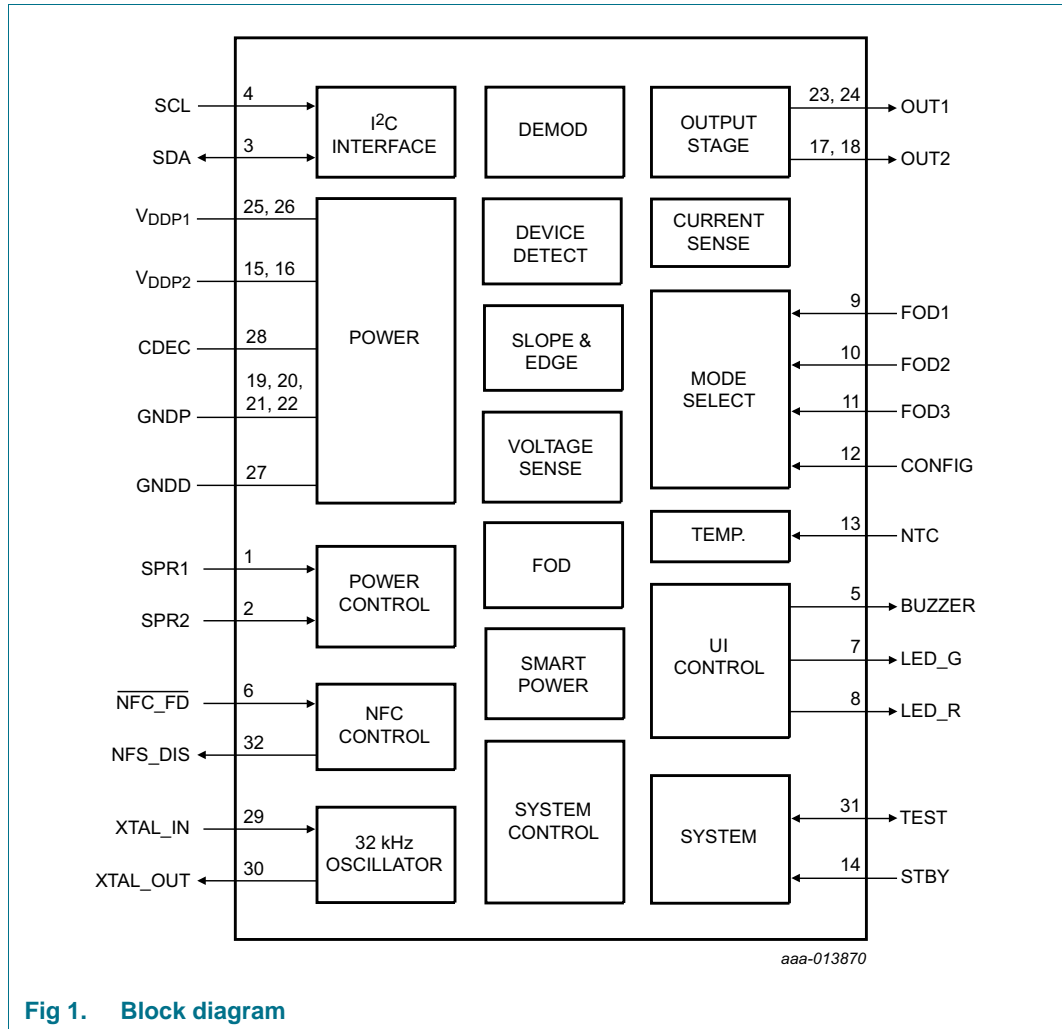 SCL
4
SDA
3
I2C
INTERFACE
DEMOD
OUTPUT
STAGE
23, 24
OUT1
17, 18
OUT2
VDDP1
25, 26
VDDP2
15, 16
CDEC
28
19, 20,
GNDP
21, 22
GNDD
27
POWER
DEVICE
DETECT
CURRENT
SENSE
SLOPE &
EDGE
VOLTAGE
SENSE
MODE
SELECT
9
FOD1
10
FOD2
11
FOD3
12
CONFIG
SPR1
1
SPR2
2
POWER
CONTROL
FOD
TEMP.
13
NTC
SMART
POWER
UI
CONTROL
5
BUZZER
7
LED_G
8
LED_R
NFC_FD
6
NFS_DIS
32
NFC
CONTROL
XTAL_IN
29
XTAL_OUT
30
32 kHz
OSCILLATOR
SYSTEM
CONTROL
SYSTEM
31
TEST
14
STBY
aaa-013870
Fig 1. Block diagram